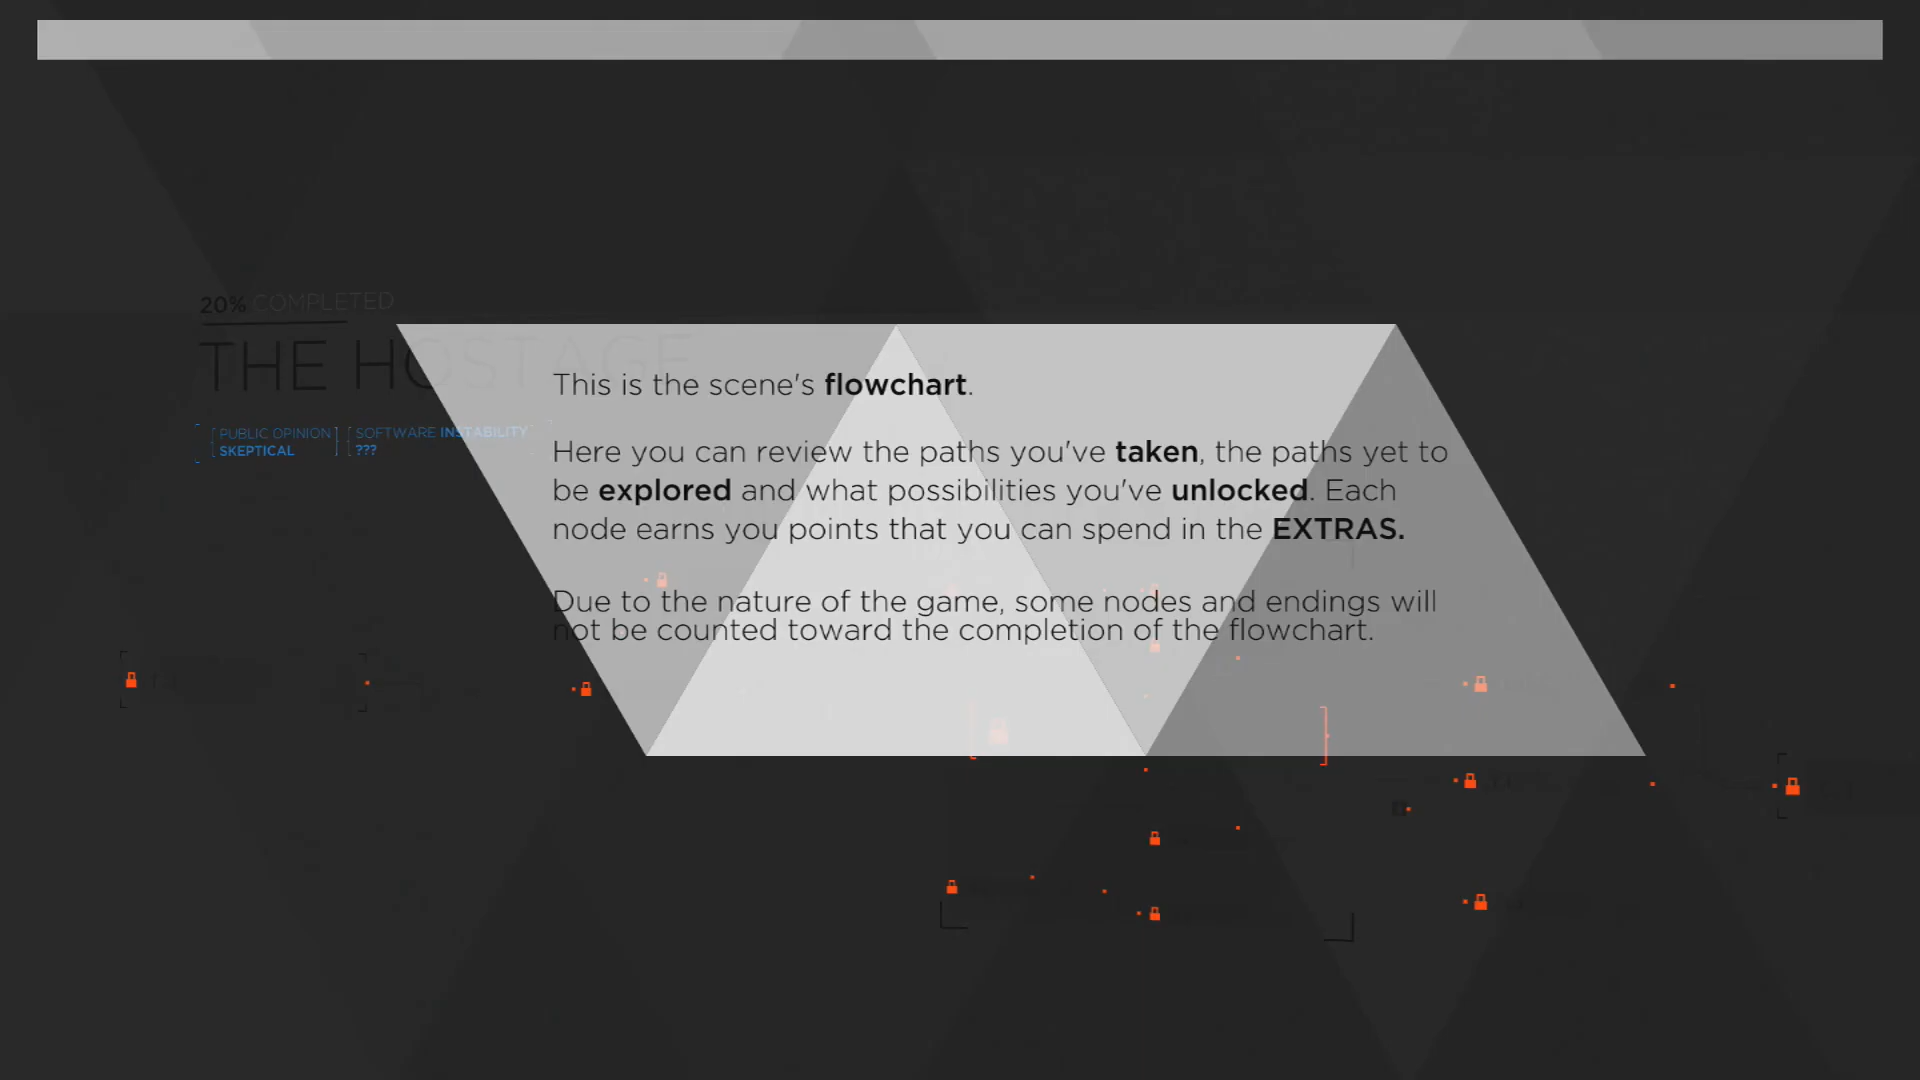 20% COMPLETED
THE HOSTAGE
PUBLIC OPINION
SKEPTICAL
SOFTWARE INSTABILITY
???
This is the scene's flowchart.
Here you can review the paths you've taken, the paths yet to
be explored and what possibilities you've unlocked. Each
node earns you points that you can spend in the EXTRAS.
Due to the nature of the game, some nodes and endings will
not be counted toward the completion of the flowchart.